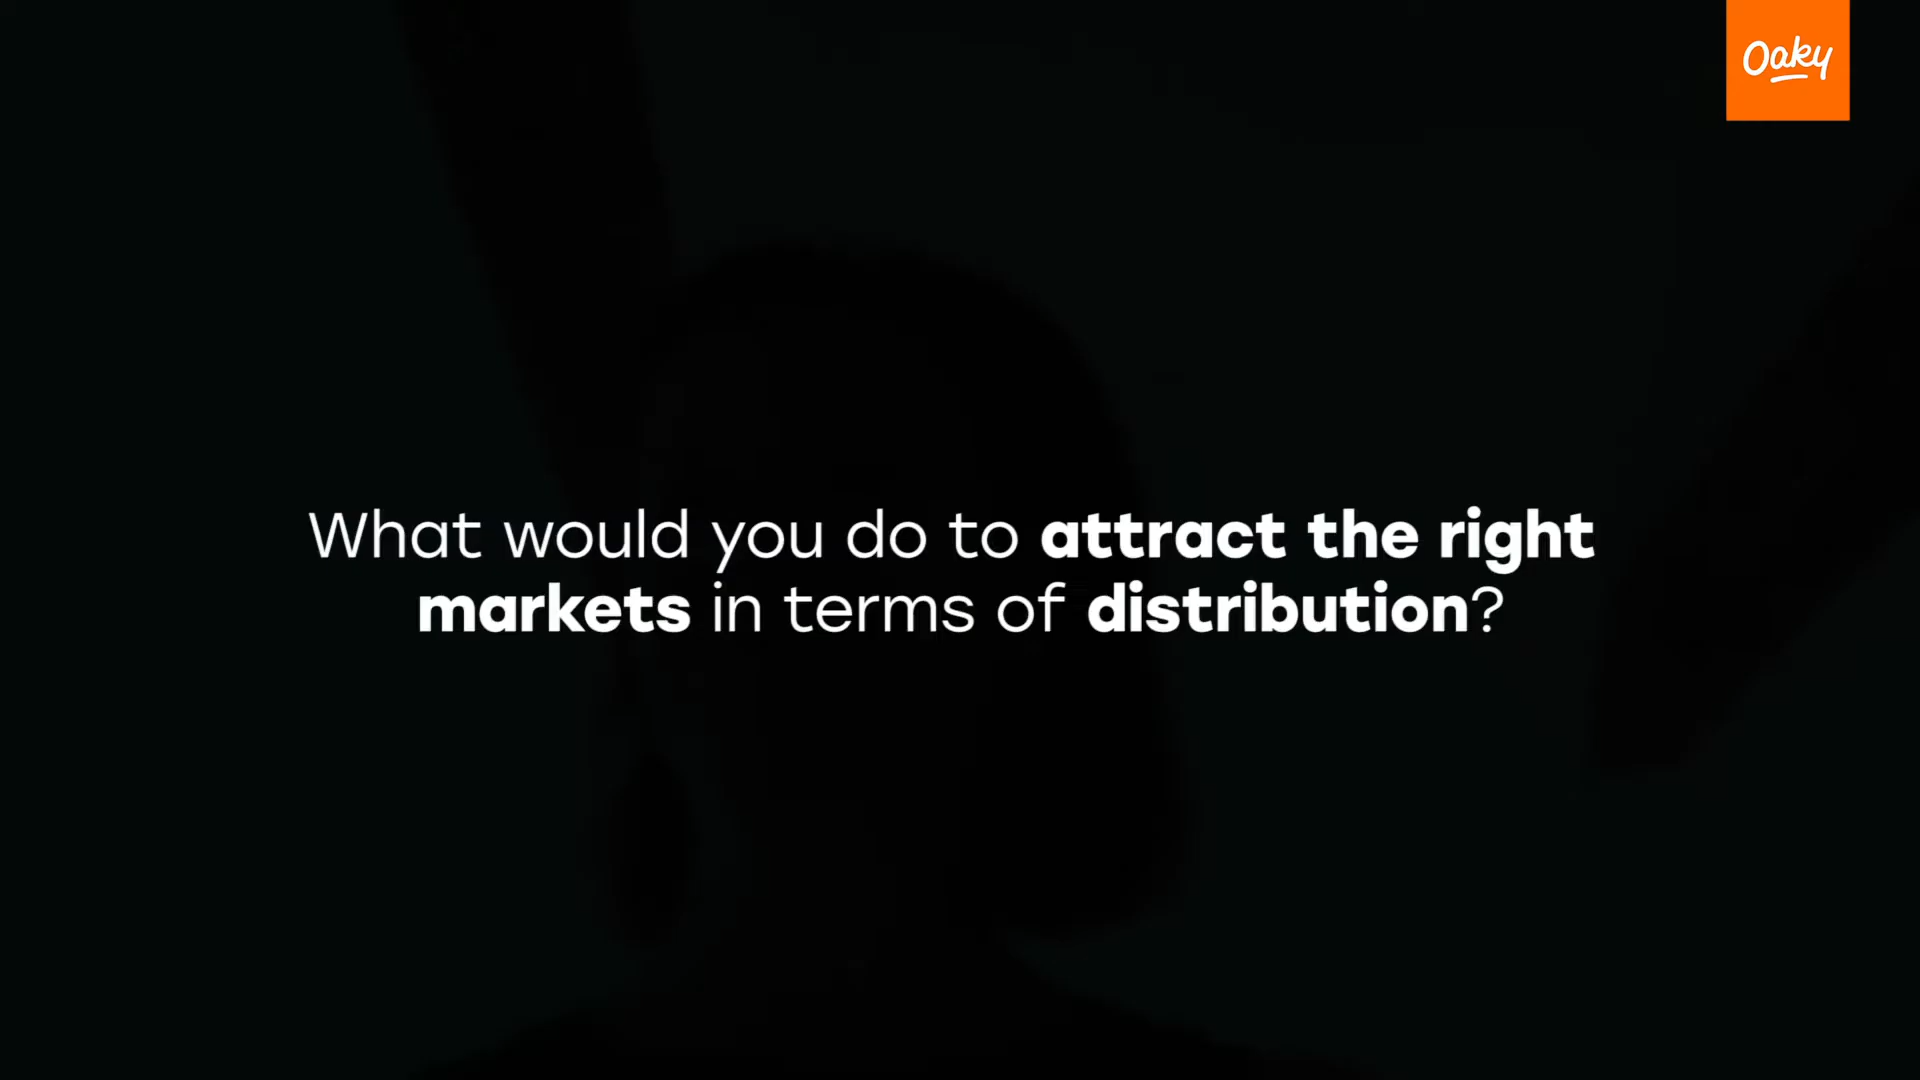 Oaky
What would you do to attract the right
markets in terms of distribution?